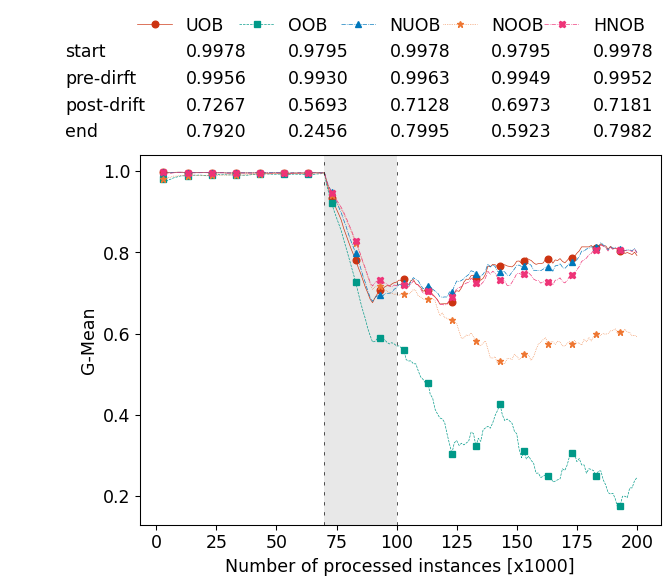 UOB OOB NUOB NOOB HNOB
start 0.9978 0.9795 0.9978 0.9795 0.9978
pre-dirft 0.9956 0.9930 0.9963 0.9949 0.9952
post-drift 0.7267 0.5693 0.7128 0.6973 0.7181
end 0.7920 0.2456 0.7995 0.5923 0.7982
1.0
0.8
0.6
0.4
0.2
G-Mean
0 25 50 75 100 125 150 175 200
Number of processed instances [x1000]